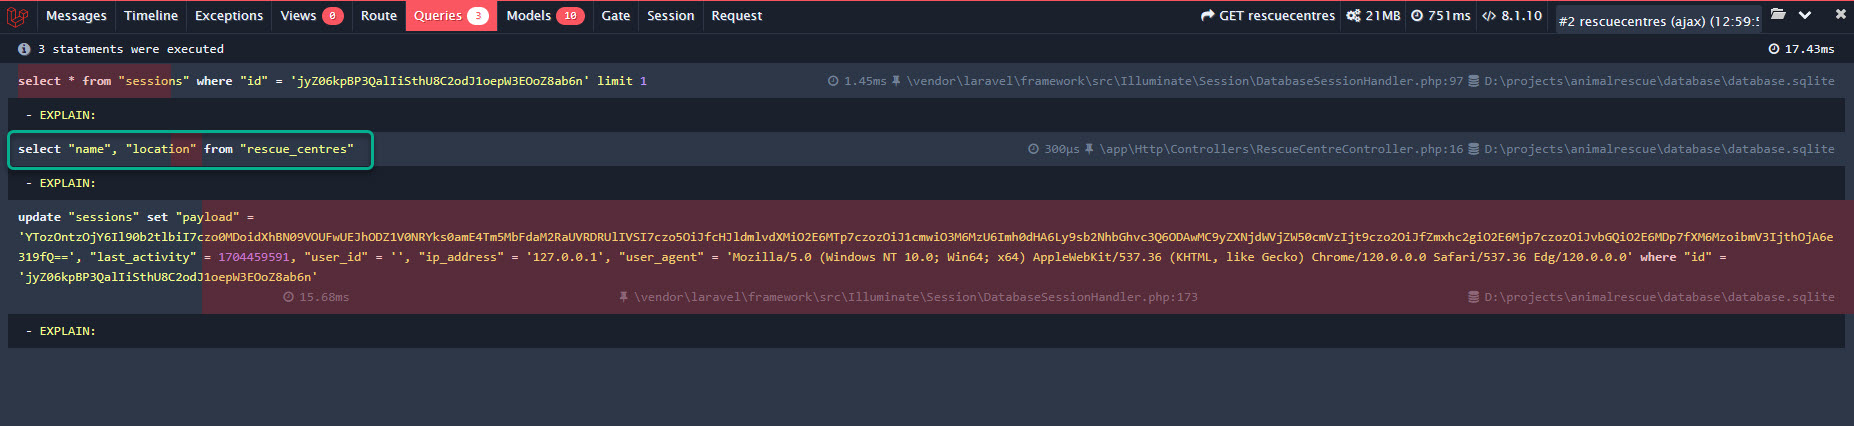 Messages Timeline Exceptions Views 0 Route Queries 3 Models 10 Gate Session Request GET rescuecentres 21MB 751ms 8.1.10 #2 rescuecentres (ajax) (12:59:5
3 statements were executed 17.43ms
select * from "sessions" where "id" = 'jyZ06kpBP3QalIiSthU8C2odJ1oepW3EOoZ8ab6n' limit 1 1.45ms \vendor\laravel\framework\src\Illuminate\Session\DatabaseSessionHandler.php:97 D:\projects\animalrescue\database\database.sqlite
- EXPLAIN:
select "name", "location" from "rescue_centres" 300μs \app\Http\Controllers\RescueCentreController.php:16 D:\projects\animalrescue\database\database.sqlite
- EXPLAIN:
update "sessions" set "payload" =
'YTozOntzOjY6Il90b2tlbiI7czo0MDoidXhBN09VOUFwUEJhODZ1V0NRYks0amE4Tm5MbFdaM2RaUVRDRUlIVSI7czo5OiJfcHJldmlvdXMiO2E6MTp7czozOiJ1cmwiO3M6MzU6Imh0dHA6Ly9sb2NhbGhvc3Q6ODAwMC9yZXNjdWVjZW50cmVzIjt9czo2OiJfZmxhc2giO2E6Mjp7czozOiJvbGQiO2E6MDp7fXM6MzoibmV3IjthOjA6e
319fQ==', "last_activity" = 1704459591, "user_id" = '', "ip_address" = '127.0.0.1', "user_agent" = 'Mozilla/5.0 (Windows NT 10.0; Win64; x64) AppleWebKit/537.36 (KHTML, like Gecko) Chrome/120.0.0.0 Safari/537.36 Edg/120.0.0.0' where "id" =
'jyZ06kpBP3QalIiSthU8C2odJ1oepW3EOoZ8ab6n'
15.68ms \vendor\laravel\framework\src\Illuminate\Session\DatabaseSessionHandler.php:173 D:\projects\animalrescue\database\database.sqlite
- EXPLAIN: